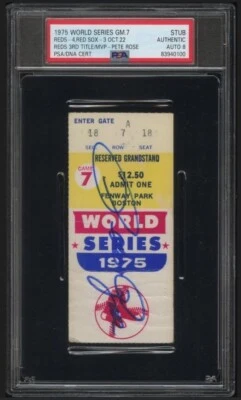 1975 WORLD SERIES GM.7 STUB
REDS - 4,RED SOX - 3 OCT.22 AUTHENTIC
REDS 3RD TITLE/MVP - PETE ROSE AUTO 8
PSA/DNA CERT PSA 83940100
ENTER GATE A
18 7 18
SEC. ROW SEAT
RESERVED GRANDSTAND
GAME 7 $12.50
ADMIT ONE
FENWAY PARK
BOSTON
WORLD
SERIES
1975